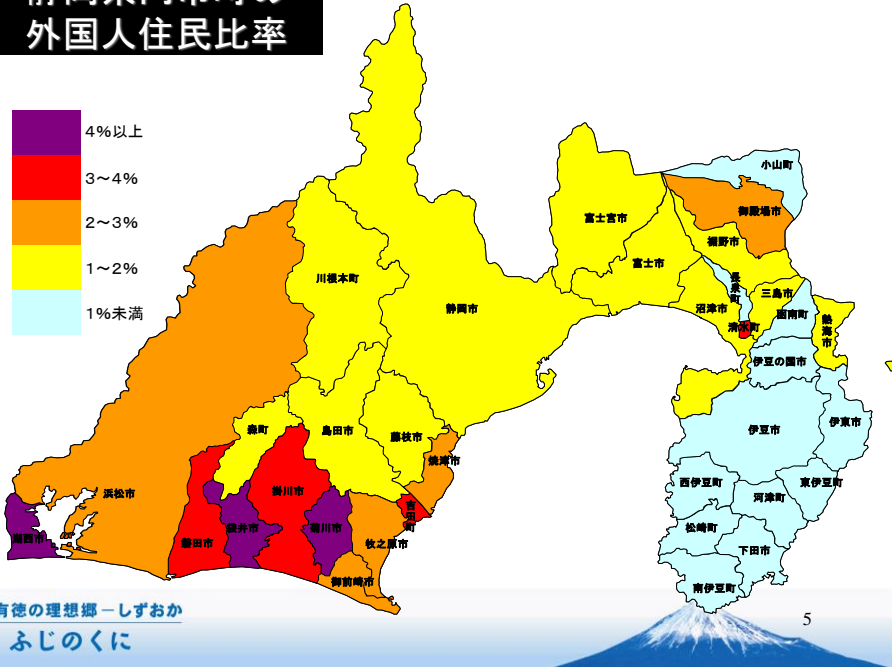 静岡県内市町の
外国人住民比率
4%以上
3～4%
2～3%
1～2%
1%未満
小山町
御殿場市
富士宮市
裾野市
富士市
長泉町
三島市
川根本町
静岡市
沼津市
函南町
熱海市
清水町
伊豆の国市
森町
島田市
藤枝市
伊豆市
伊東市
焼津市
浜松市
掛川市
西伊豆町
東伊豆町
河津町
吉田町
湖西市
磐田市
袋井市
菊川市
牧之原市
松崎町
下田市
御前崎市
南伊豆町
有徳の理想郷－しずおか
ふじのくに
5